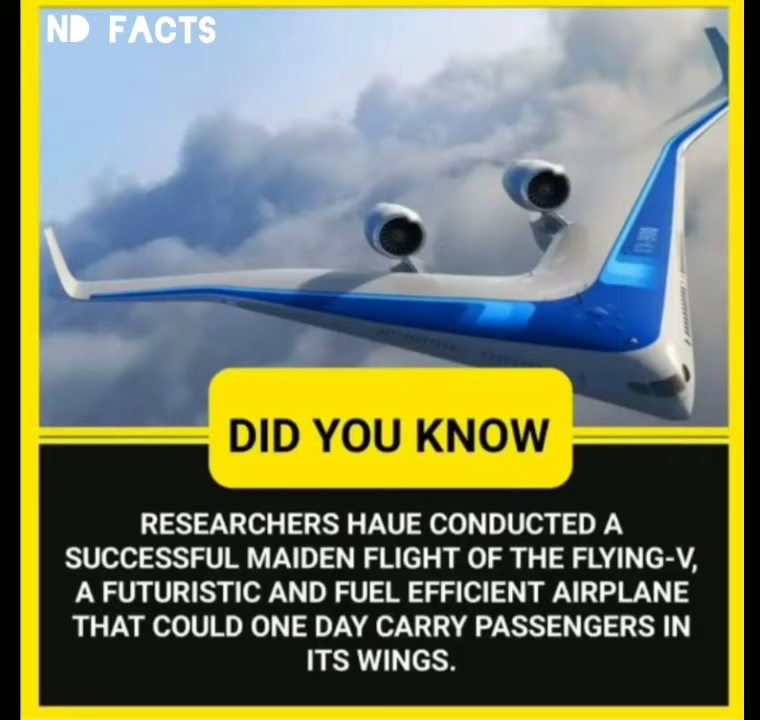 ND FACTS
DID YOU KNOW
RESEARCHERS HAUE CONDUCTED A
SUCCESSFUL MAIDEN FLIGHT OF THE FLYING-V,
A FUTURISTIC AND FUEL EFFICIENT AIRPLANE
THAT COULD ONE DAY CARRY PASSENGERS IN
ITS WINGS.